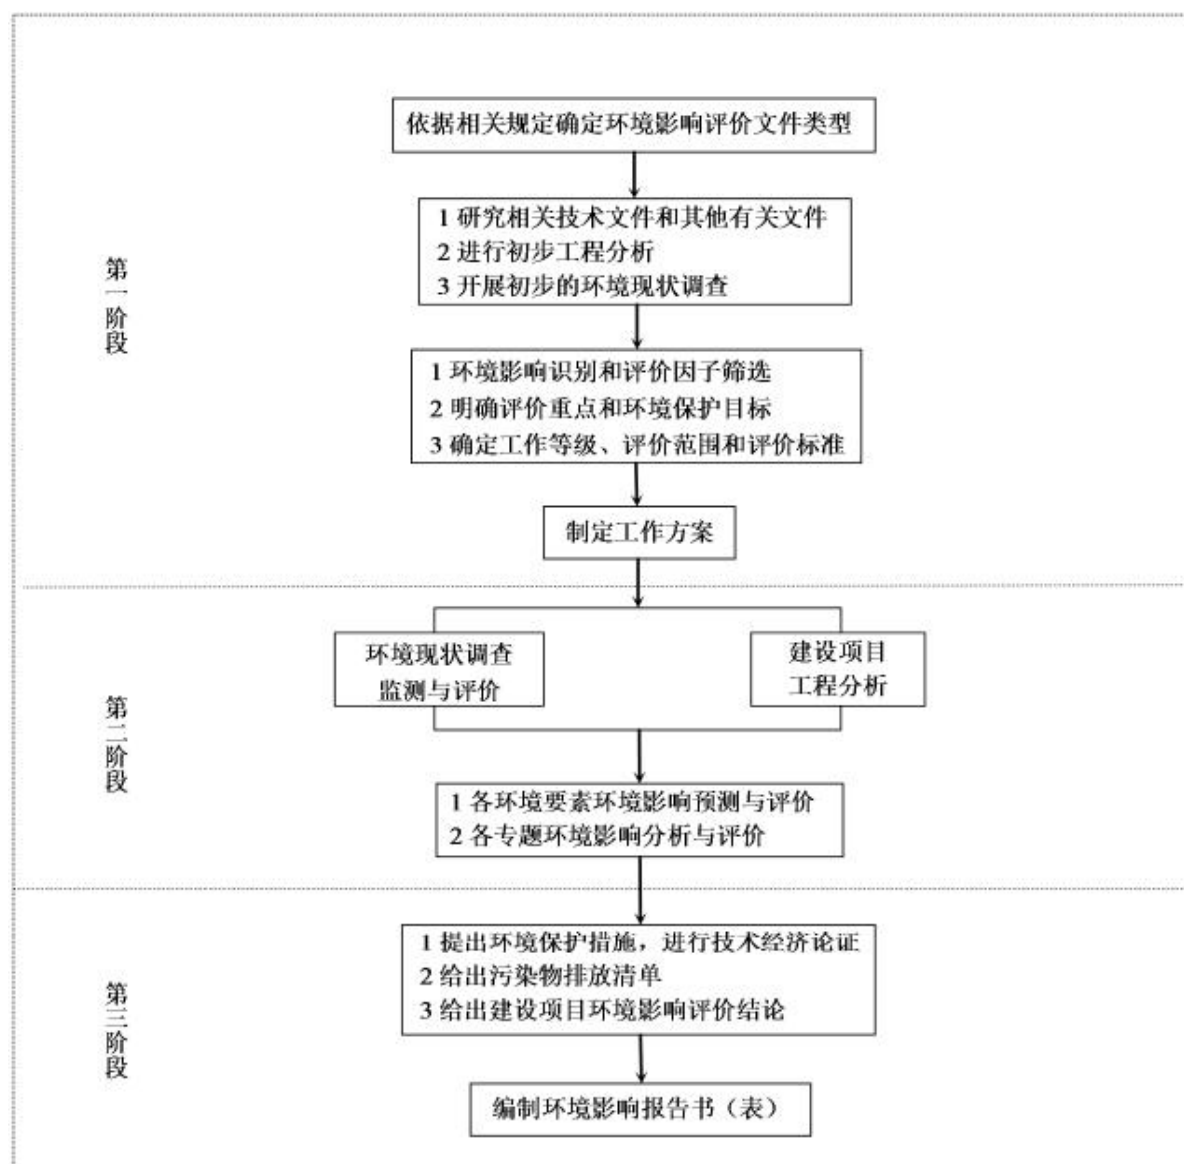 依据相关规定确定环境影响评价文件类型
1 研究相关技术文件和其他有关文件
2 进行初步工程分析
3 开展初步的环境现状调查
第一阶段
1 环境影响识别和评价因子筛选
2 明确评价重点和环境保护目标
3 确定工作等级、评价范围和评价标准
制定工作方案
环境现状调查
监测与评价
建设项目
工程分析
第二阶段
1 各环境要素环境影响预测与评价
2 各专题环境影响分析与评价
1 提出环境保护措施，进行技术经济论证
2 给出污染物排放清单
3 给出建设项目环境影响评价结论
第三阶段
编制环境影响报告书（表）